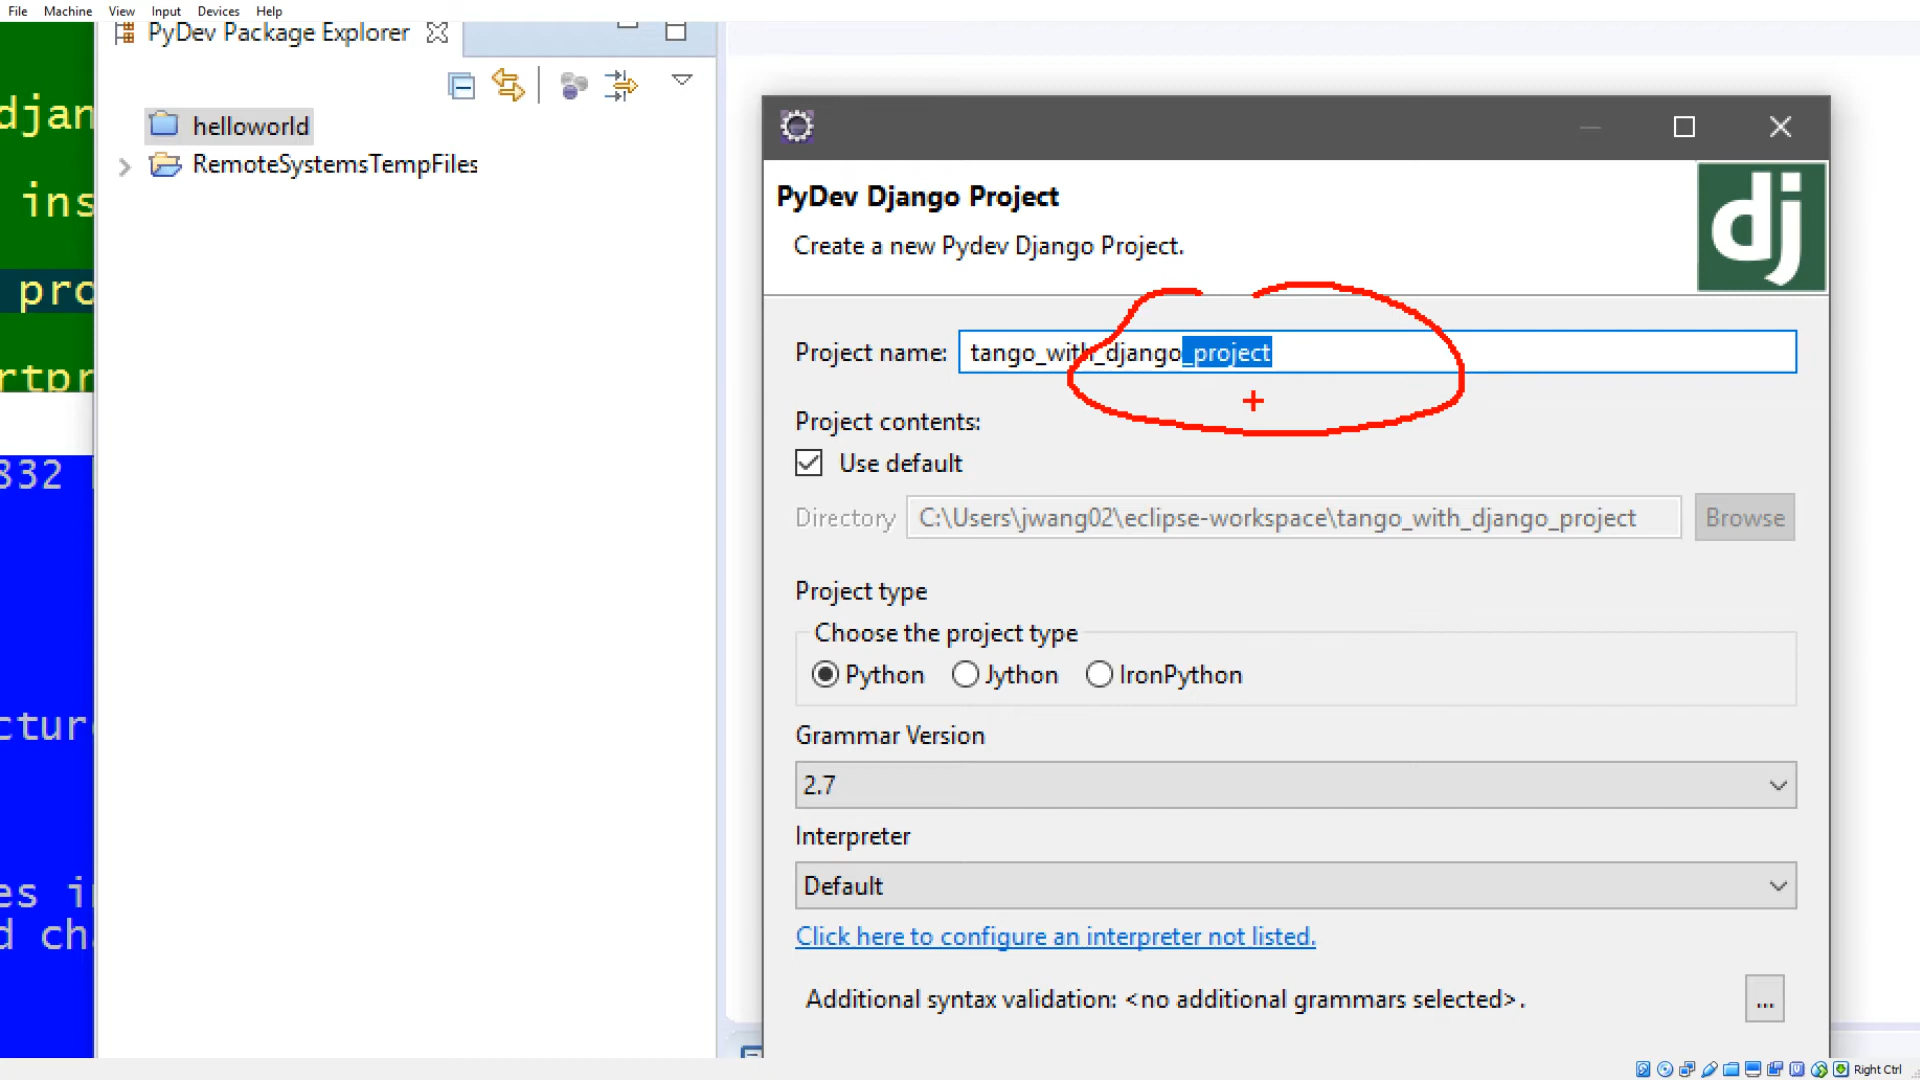 File Machine View Input Devices Help
PyDev Package Explorer
djan
ins
pro
rtpr
832
cture
es i
d cha
helloworld
RemoteSystemsTempFiles
PyDev Django Project
Create a new Pydev Django Project.
dj
Project name: tango_with_django_project
Project contents:
Use default
Directory C:\Users\jwang02\eclipse-workspace\tango_with_django_project Browse
Project type
Choose the project type
Python Jython IronPython
Grammar Version
2.7
Interpreter
Default
Click here to configure an interpreter not listed.
Additional syntax validation: <no additional grammars selected>. ...
Right Ctrl